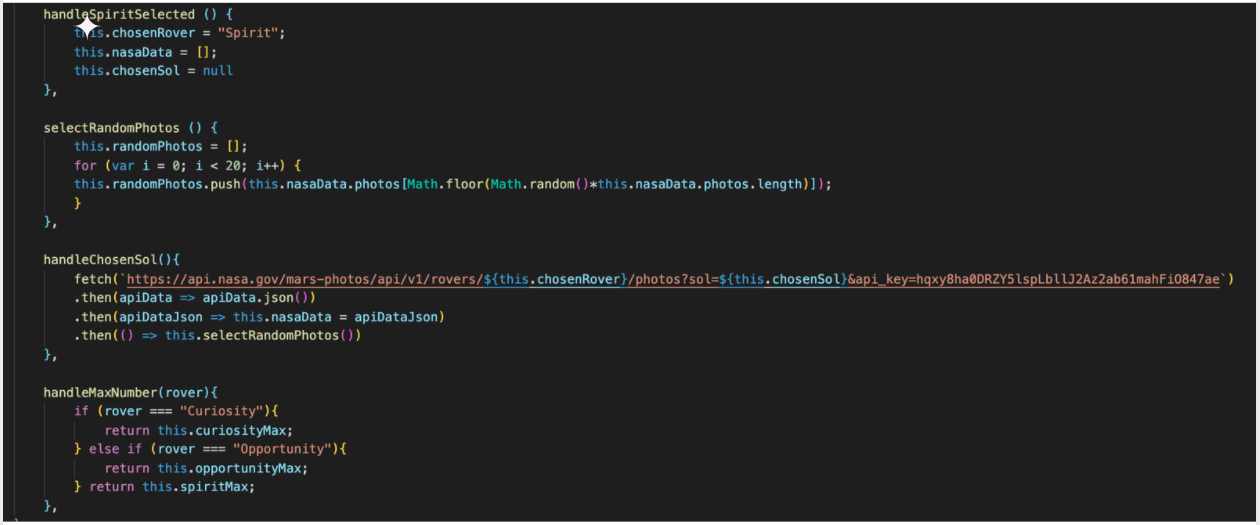 handleSpiritSelected () {
this.chosenRover = "Spirit";
this.nasaData = [];
this.chosenSol = null
},
selectRandomPhotos () {
this.randomPhotos = [];
for (var i = 0; i < 20; i++) {
this.randomPhotos.push(this.nasaData.photos[Math.floor(Math.random()*this.nasaData.photos.length)]);
}
},
handleChosenSol(){
fetch(`https://api.nasa.gov/mars-photos/api/v1/rovers/${this.chosenRover}/photos?sol=${this.chosenSol}&api_key=hqxy8ha0DRZY5lspLbllJ2Az2ab61mahFiO847ae`)
.then(apiData => apiData.json())
.then(apiDataJson => this.nasaData = apiDataJson)
.then(() => this.selectRandomPhotos())
},
handleMaxNumber(rover){
if (rover === "Curiosity"){
return this.curiosityMax;
} else if (rover === "Opportunity"){
return this.opportunityMax;
} return this.spiritMax;
},